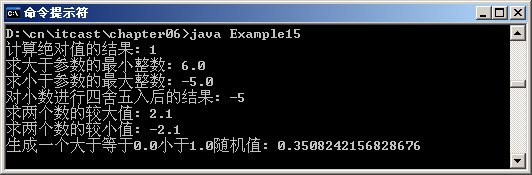 命令提示符
D:\cn\itcast\chapter06>java Example15
计算绝对值的结果: 1
求大于参数的最小整数: 6.0
求小于参数的最大整数: -5.0
对小数进行四舍五入后的结果: -5
求两个数的较大值: 2.1
求两个数的较小值: -2.1
生成一个大于等于0.0小于1.0随机值: 0.3508242156828676